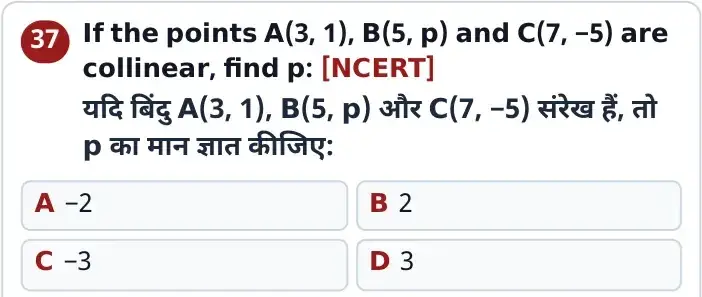 37 If the points A(3, 1), B(5, p) and C(7, −5) are
collinear, find p: [NCERT]
यदि बिंदु A(3, 1), B(5, p) और C(7, −5) संरेख हैं, तो
p का मान ज्ञात कीजिए:
A −2
B 2
C −3
D 3